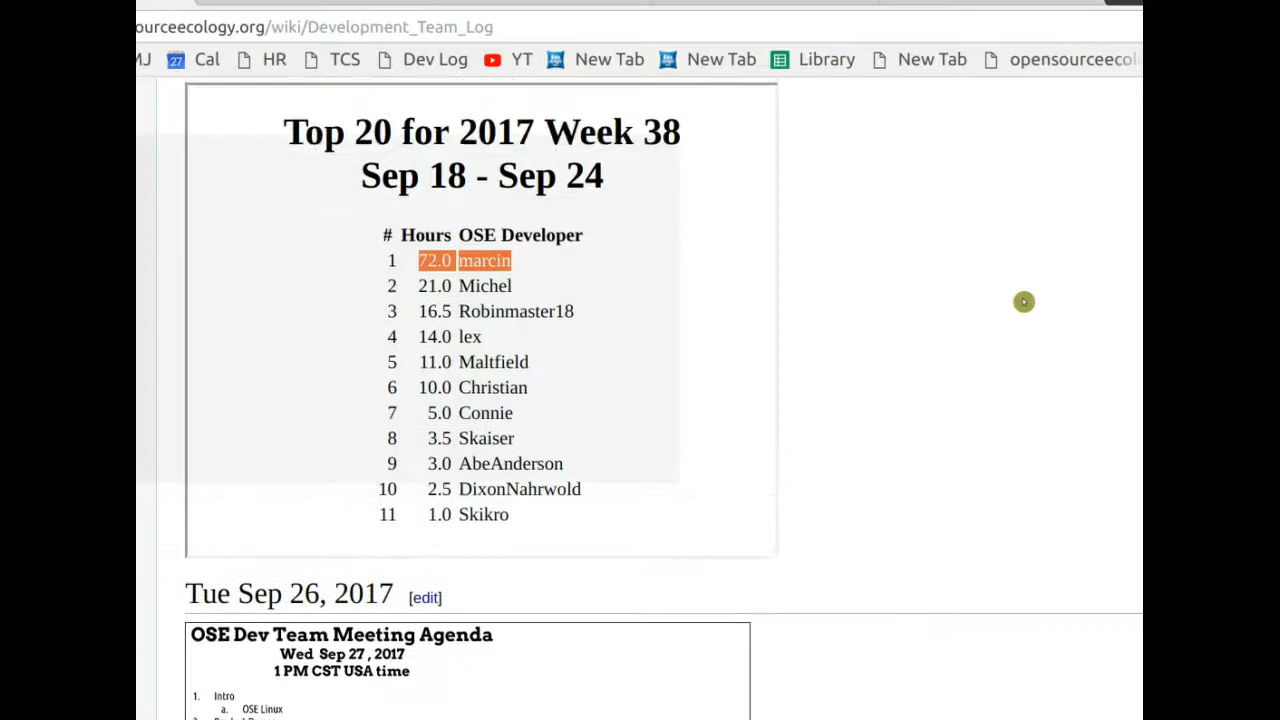 ourceecology.org/wiki/Development_Team_Log
MJ Cal HR TCS Dev Log YT New Tab New Tab Library New Tab opensourceecol
Top 20 for 2017 Week 38
Sep 18 - Sep 24
# Hours OSE Developer
1 72.0 marcin
2 21.0 Michel
3 16.5 Robinmaster18
4 14.0 lex
5 11.0 Maltfield
6 10.0 Christian
7 5.0 Connie
8 3.5 Skaiser
9 3.0 AbeAnderson
10 2.5 DixonNahrwold
11 1.0 Skikro
Tue Sep 26, 2017 [edit]
OSE Dev Team Meeting Agenda
Wed Sep 27 , 2017
1 PM CST USA time
1. Intro
a. OSE Linux